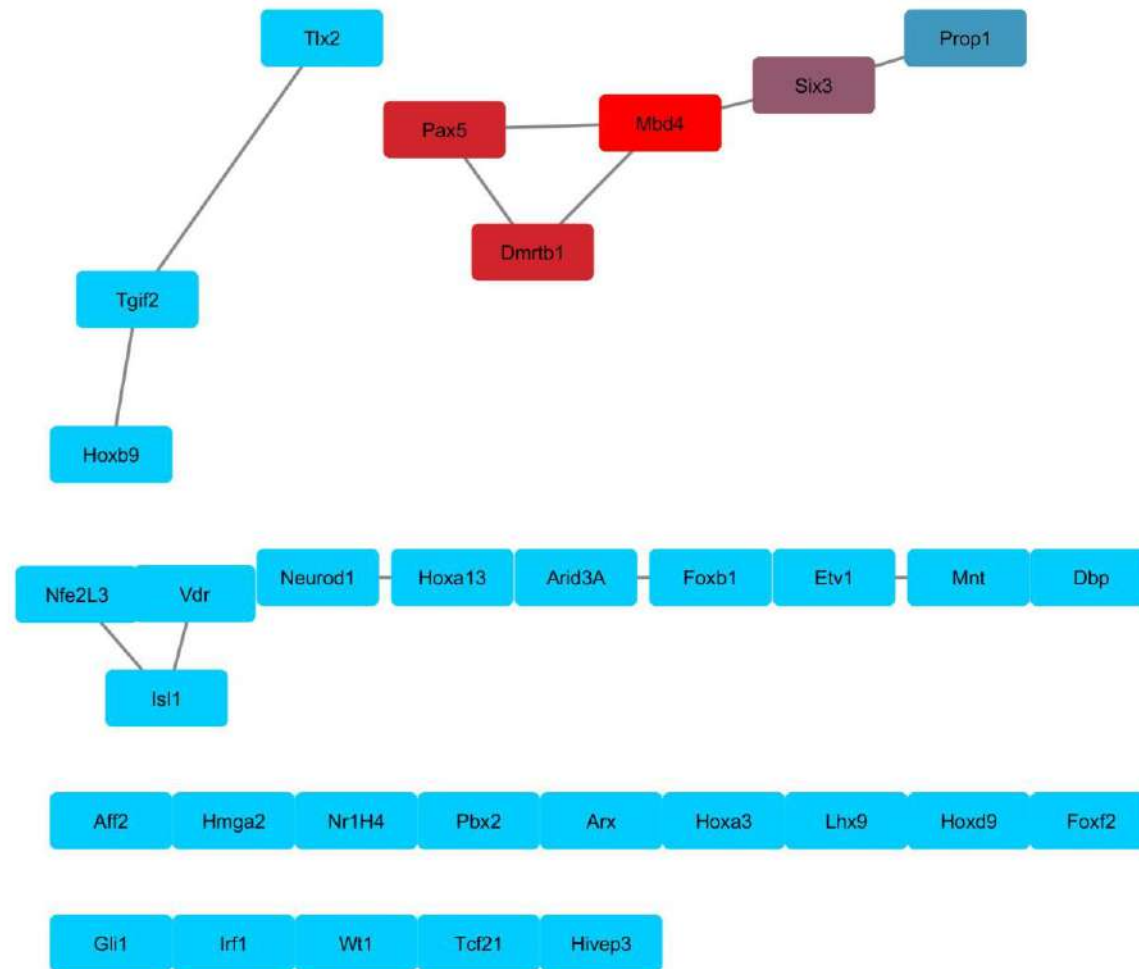 Tlx2
Prop1
Six3
Pax5
Mbd4
Dmrtb1
Tgif2
Hoxb9
Nfe2L3
Vdr
Neurod1
Hoxa13
Arid3A
Foxb1
Etv1
Mnt
Dbp
Isl1
Aff2
Hmga2
Nr1H4
Pbx2
Arx
Hoxa3
Lhx9
Hoxd9
Foxf2
Gli1
Irf1
Wt1
Tcf21
Hivep3